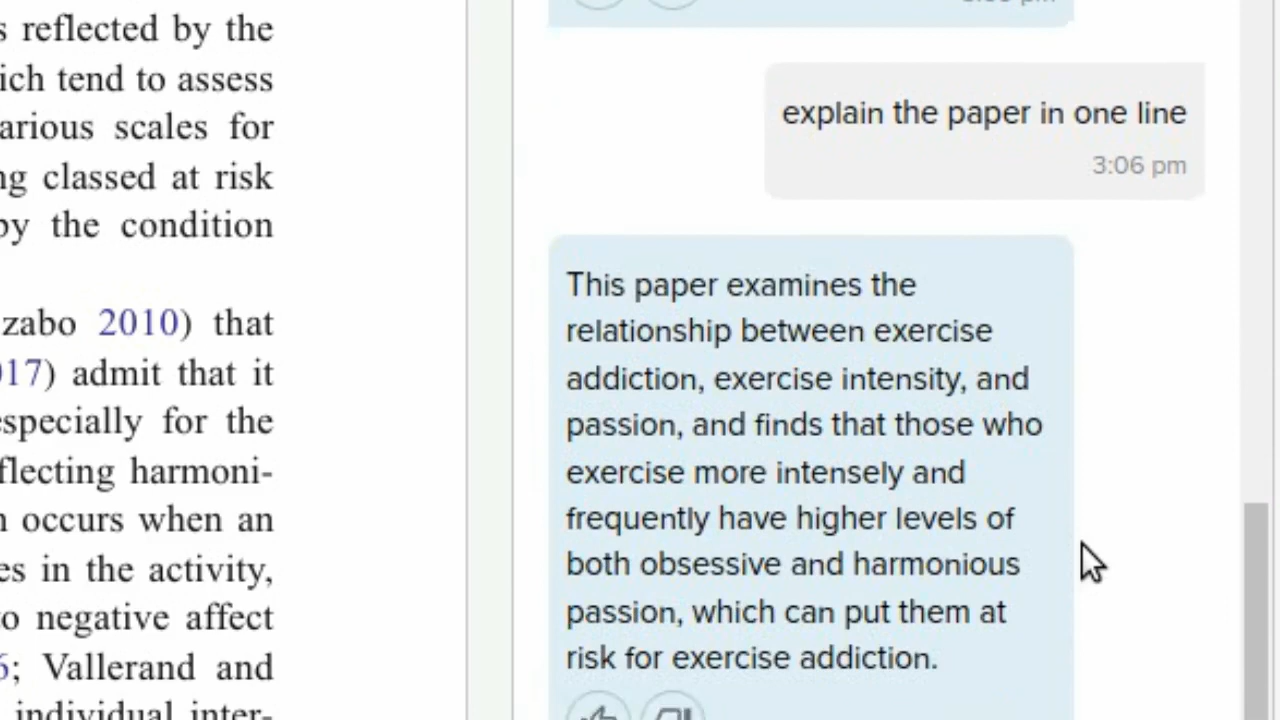 s reflected by the
ich tend to assess
arious scales for
ng classed at risk
by the condition
zabo 2010) that
017) admit that it
especially for the
flecting harmoni-
n occurs when an
es in the activity,
to negative affect
6; Vallerand and
individual inter-
explain the paper in one line
3:06 pm
This paper examines the
relationship between exercise
addiction, exercise intensity, and
passion, and finds that those who
exercise more intensely and
frequently have higher levels of
both obsessive and harmonious
passion, which can put them at
risk for exercise addiction.